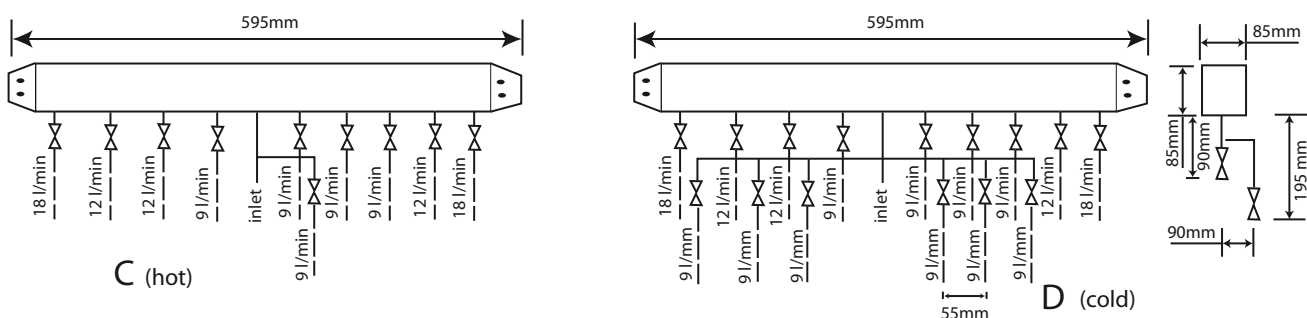 595mm
18 l/min
12 l/min
12 l/min
9 l/min
inlet
9 l/min
9 l/min
9 l/min
12 l/min
18 l/min
9 l/min
C (hot)
595mm
18 l/min
12 l/min
12 l/min
9 l/min
inlet
9 l/min
9 l/min
9 l/min
12 l/min
18 l/min
9 l/mm
9 l/mm
9 l/mm
9 l/mm
9 l/mm
9 l/mm
55mm
D (cold)
85mm
85mm
90mm
195 mm
90mm